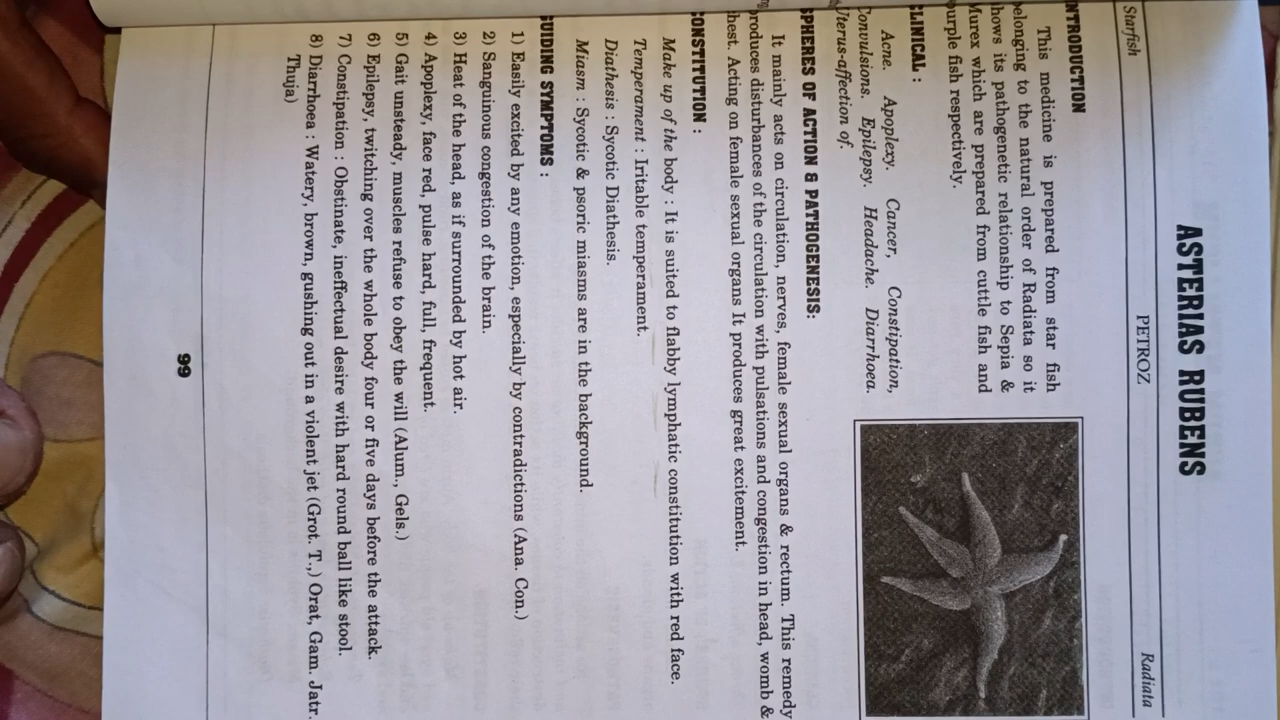 ASTERIAS RUBENS
Starfish PETROZ Radiata
NTRODUCTION
This medicine is prepared from star fish
belonging to the natural order of Radiata so it
hows its pathogenetic relationship to Sepia &
Murex which are prepared from cuttle fish and
purple fish respectively.
CLINICAL :
Acne. Apoplexy. Cancer, Constipation,
Convulsions. Epilepsy. Headache. Diarrhoea.
Uterus-affection of.
SPHERES OF ACTION & PATHOGENESIS:
It mainly acts on circulation, nerves, female sexual organs & rectum. This remedy
produces disturbances of the circulation with pulsations and congestion in head, womb &
chest. Acting on female sexual organs It produces great excitement.
CONSTITUTION :
Make up of the body : It is suited to flabby lymphatic constitution with red face.
Temperament : Iritable temperament.
Diathesis : Sycotic Diathesis.
Miasm : Sycotic & psoric miasms are in the background.
GUIDING SYMPTOMS :
1) Easily excited by any emotion, especially by contradictions (Ana. Con.)
2) Sanguinous congestion of the brain.
3) Heat of the head, as if surrounded by hot air.
4) Apoplexy, face red, pulse hard, full, frequent.
5) Gait unsteady, muscles refuse to obey the will (Alum., Gels.)
6) Epilepsy, twitching over the whole body four or five days before the attack.
7) Constipation : Obstinate, ineffectual desire with hard round ball like stool.
8) Diarrhoea : Watery, brown, gushing out in a violent jet (Grot. T.,) Orat, Gam. Jatr.
Thuja)
99